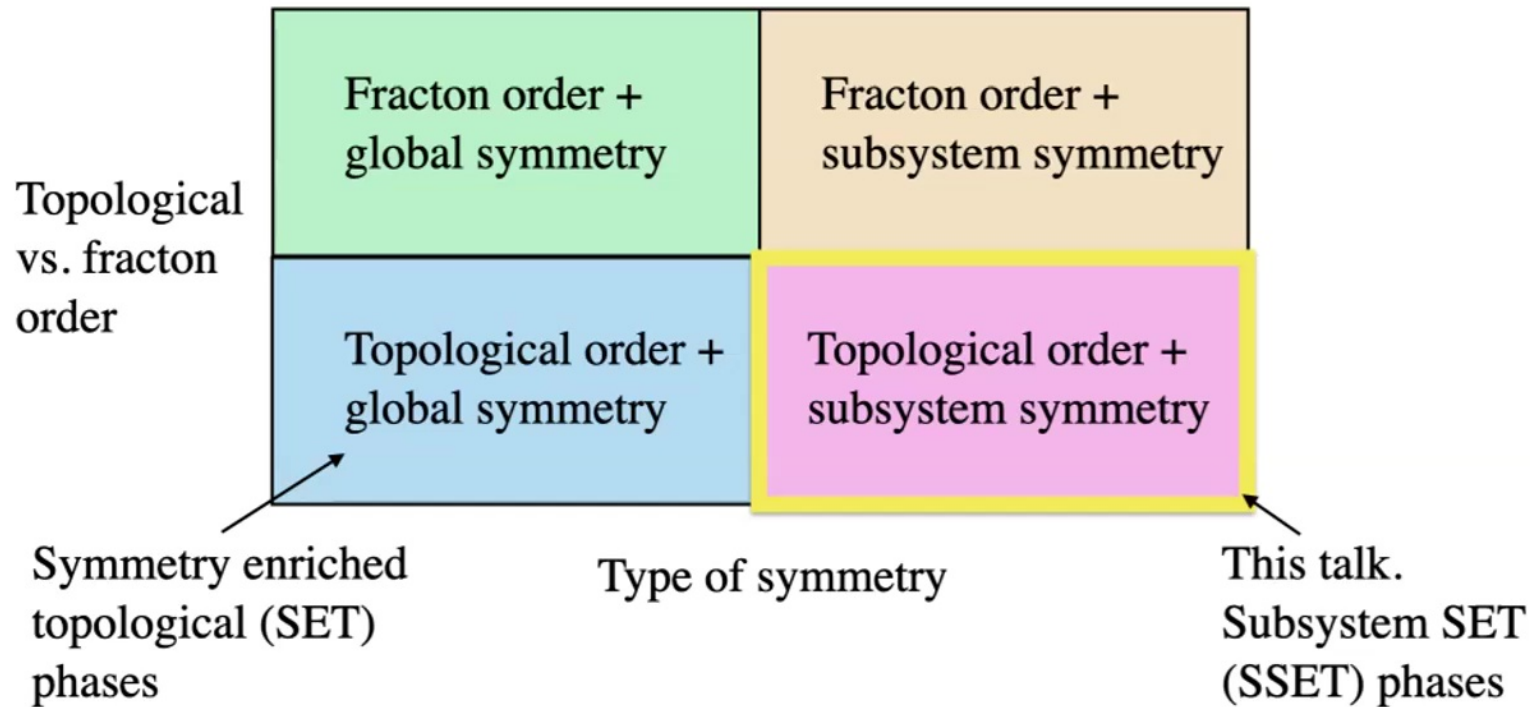 Fracton order +
global symmetry
Fracton order +
subsystem symmetry
Topological
vs. fracton
order
Topological order +
global symmetry
Topological order +
subsystem symmetry
Symmetry enriched
topological (SET)
phases
Type of symmetry
This talk.
Subsystem SET
(SSET) phases